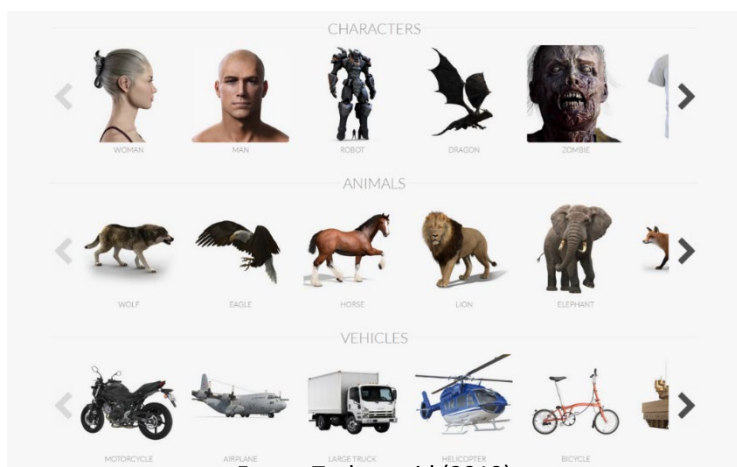 CHARACTERS
WOMAN MAN ROBOT DRAGON ZOMBIE
ANIMALS
WOLF EAGLE HORSE LION ELEPHANT
VEHICLES
MOTORCYCLE AIRPLANE LARGE TRUCK HELICOPTER BICYCLE